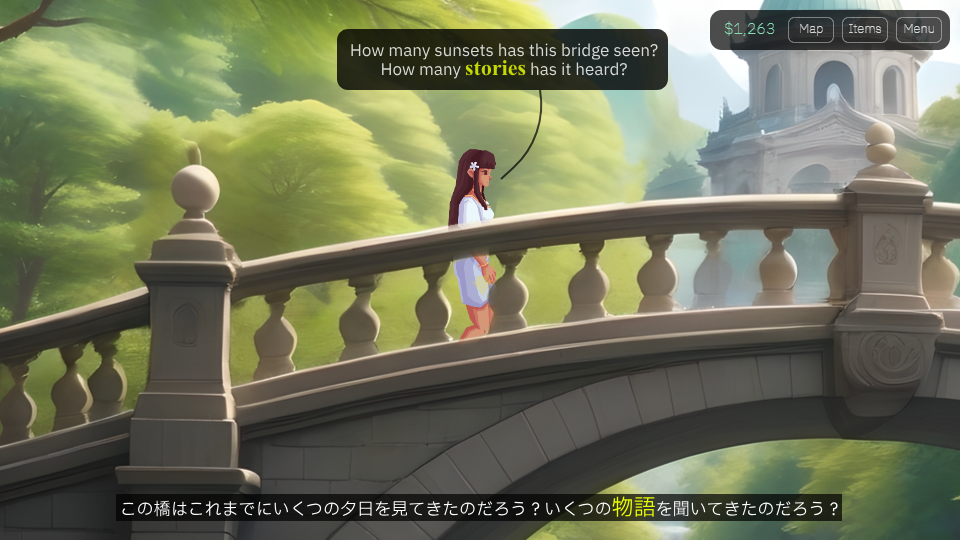 $1,263 Map Items Menu
How many sunsets has this bridge seen?
How many stories has it heard?
この橋はこれまでにいくつの夕日を見てきたのだろう？いくつの物語を聞いてきたのだろう？